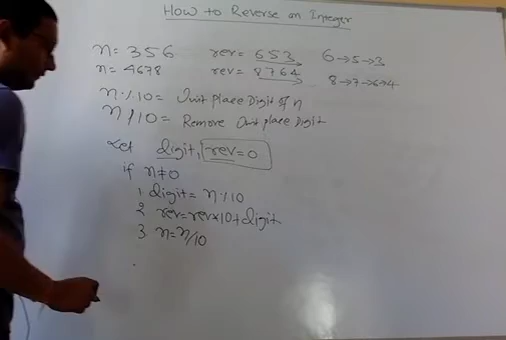 How to Reverse an Integer
n = 356 rev = 653 6→5→3
n = 4678 rev = 8764 8→7→6→4
n % 10 = Unit place Digit of n
n / 10 = Remove Unit place Digit
Let digit, rev = 0
if n ≠ 0
1 digit = n % 10
2 rev = rev × 10 + digit
3 n = n/10